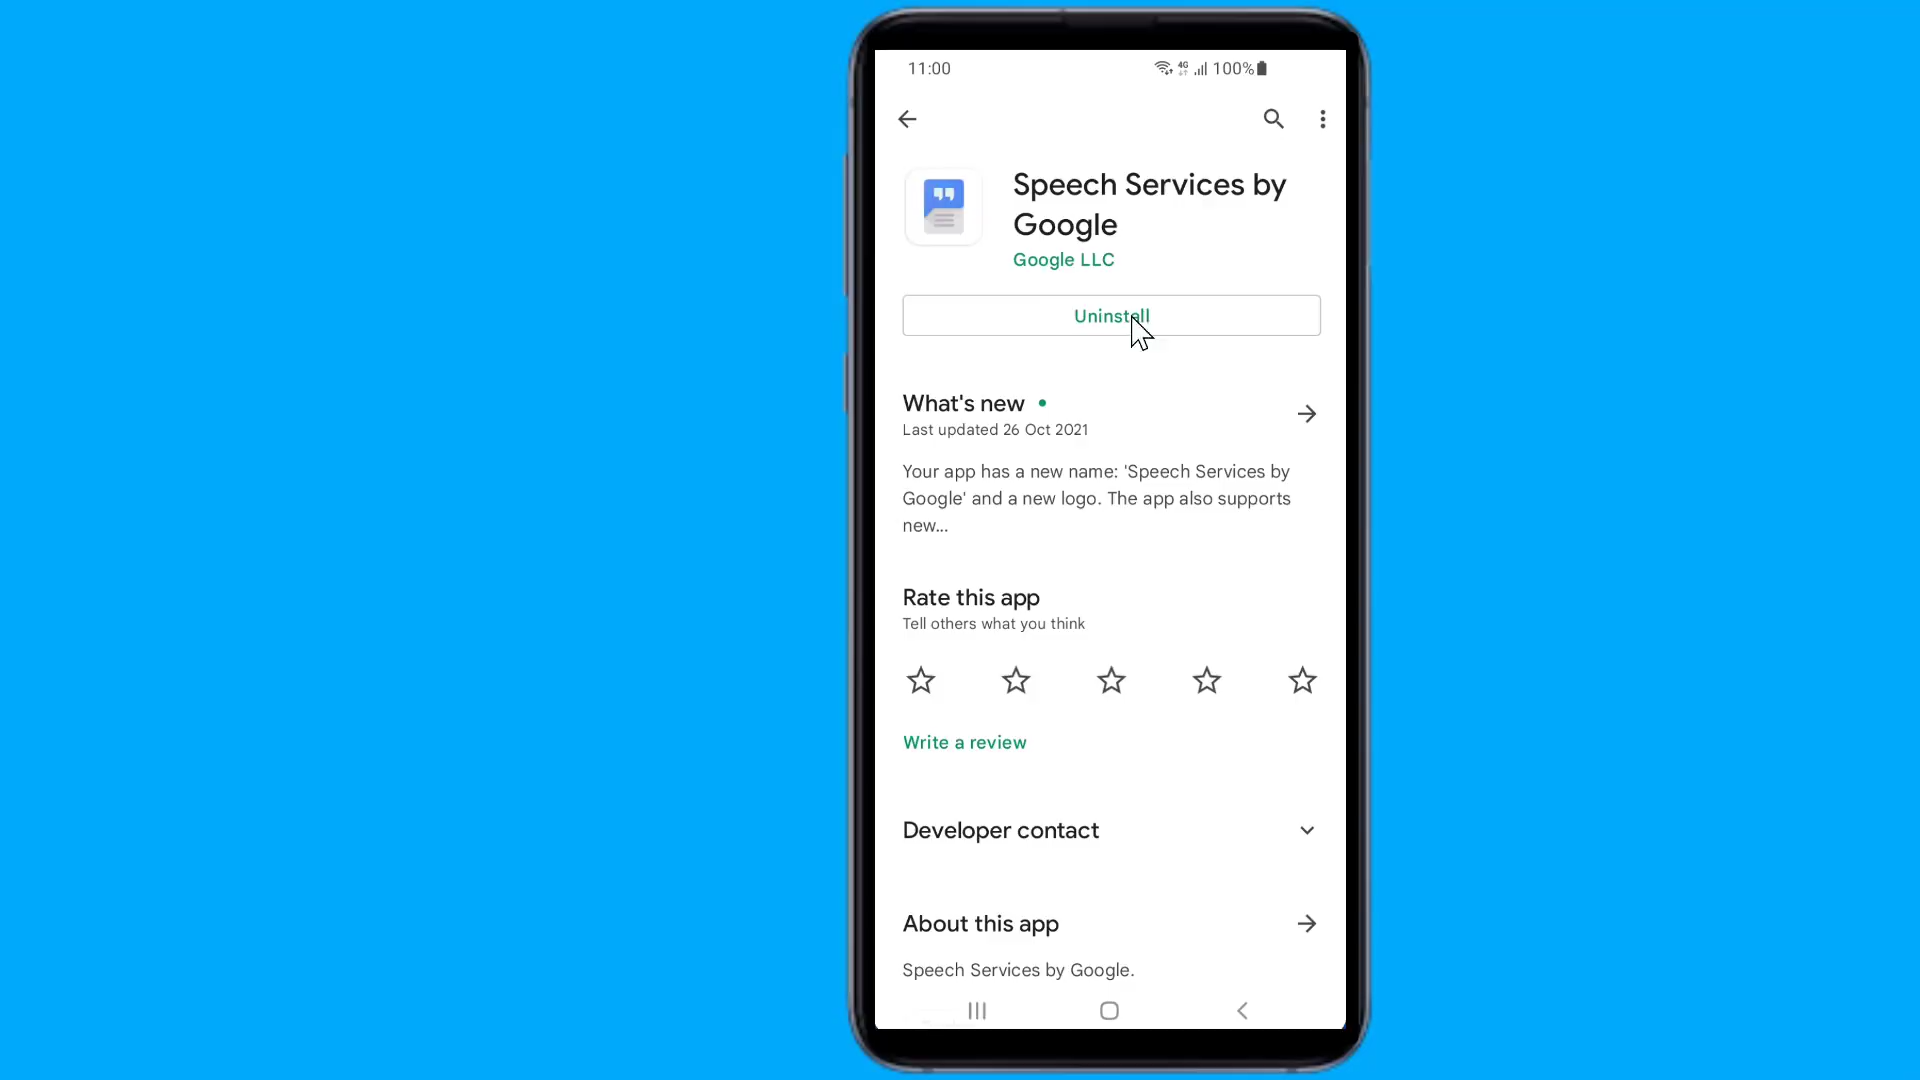 11:00
4G 100%
Speech Services by
Google
Google LLC
Uninstall
What's new
Last updated 26 Oct 2021
Your app has a new name: 'Speech Services by
Google' and a new logo. The app also supports
new...
Rate this app
Tell others what you think
Write a review
Developer contact
About this app
Speech Services by Google.